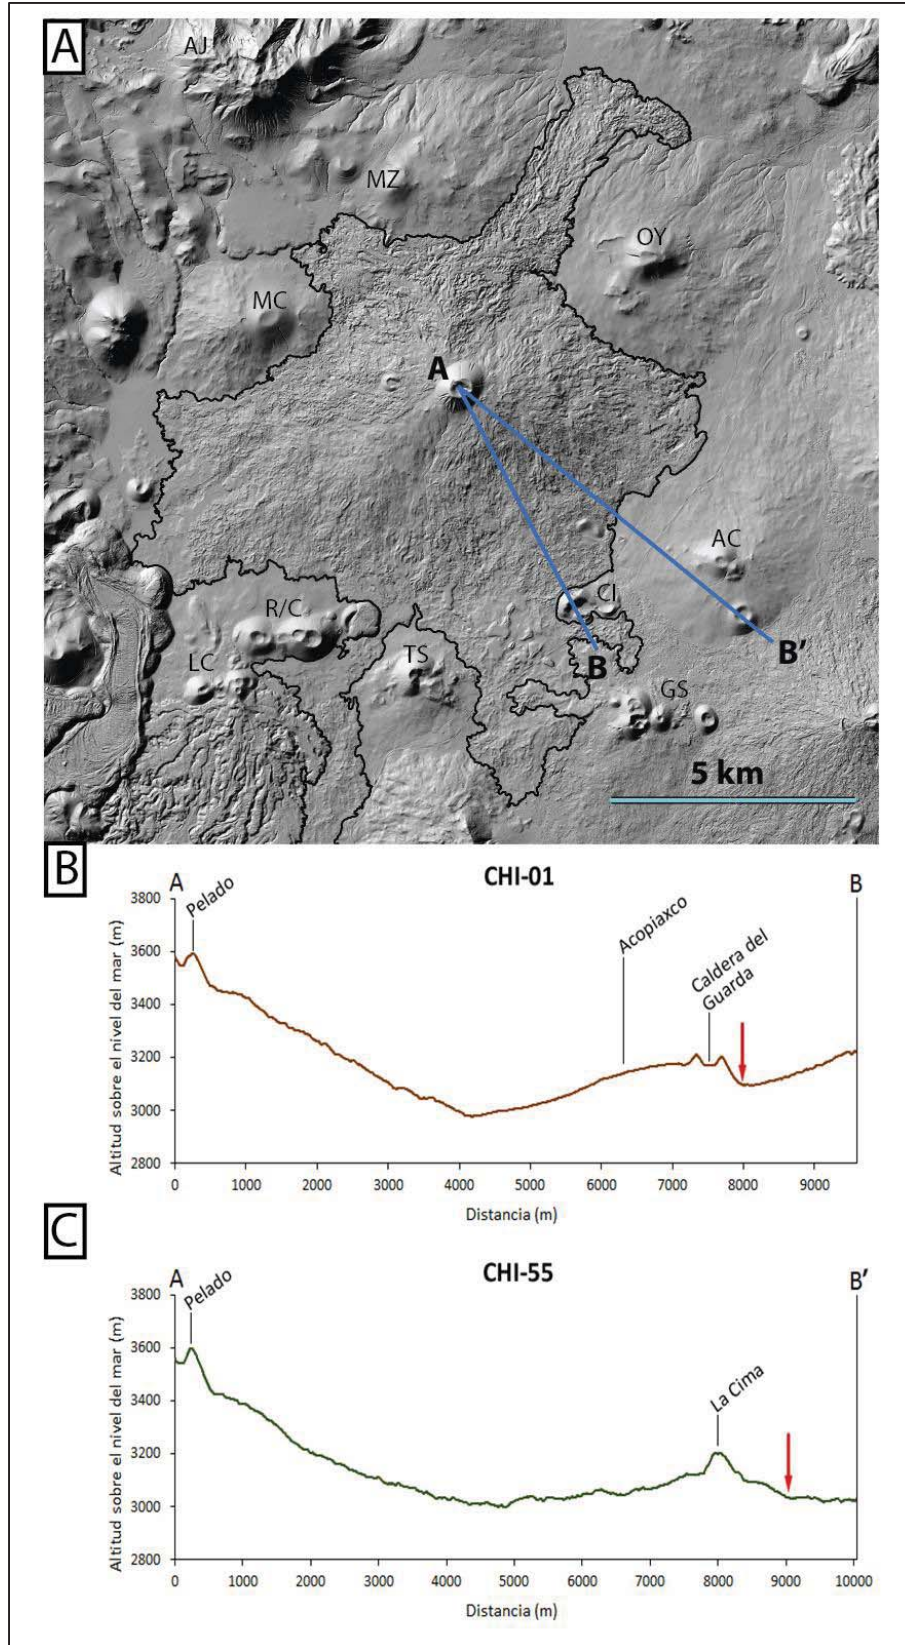 A
AJ
MZ
OY
MC
A
AC
R/C
CI
LC
TS
B
B'
GS
5 km
B
CHI-01
A
B
Pelado
Acopiaxco
Caldera del
Guarda
Altitud sobre el nivel del mar (m)
3800
3600
3400
3200
3000
2800
0 1000 2000 3000 4000 5000 6000 7000 8000 9000
Distancia (m)
C
CHI-55
A
B'
Pelado
La Cima
Altitud sobre el nivel del mar (m)
3800
3600
3400
3200
3000
2800
0 1000 2000 3000 4000 5000 6000 7000 8000 9000 10000
Distancia (m)